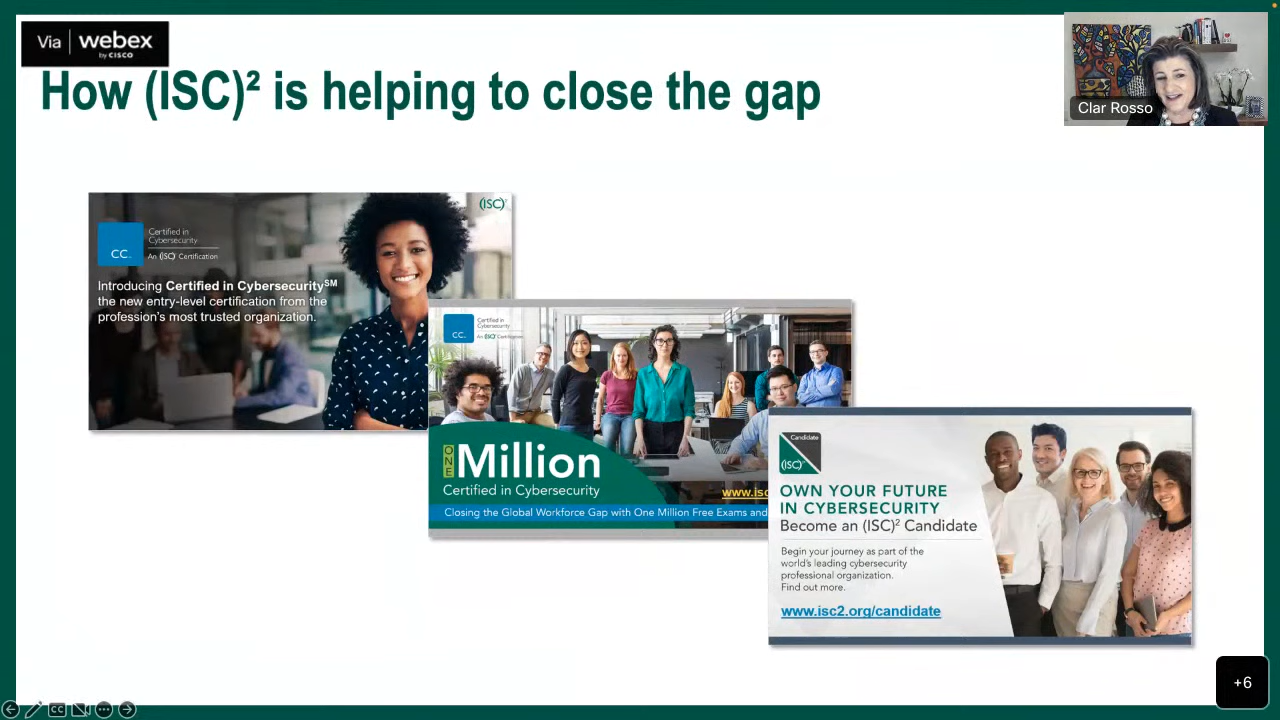 Via webex
by CISCO
How (ISC)² is helping to close the gap
Clar Rosso
(ISC)²
CC
Certified in
Cybersecurity
An (ISC)² Certification
Introducing Certified in Cybersecurity℠
the new entry-level certification from the
profession's most trusted organization.
CC
Certified in
Cybersecurity
An (ISC)² Certification
ONE Million
Certified in Cybersecurity
www.isc
Closing the Global Workforce Gap with One Million Free Exams and
Candidate
(ISC)²
OWN YOUR FUTURE
IN CYBERSECURITY
Become an (ISC)² Candidate
Begin your journey as part of the
world's leading cybersecurity
professional organization.
Find out more.
www.isc2.org/candidate
+6
CC